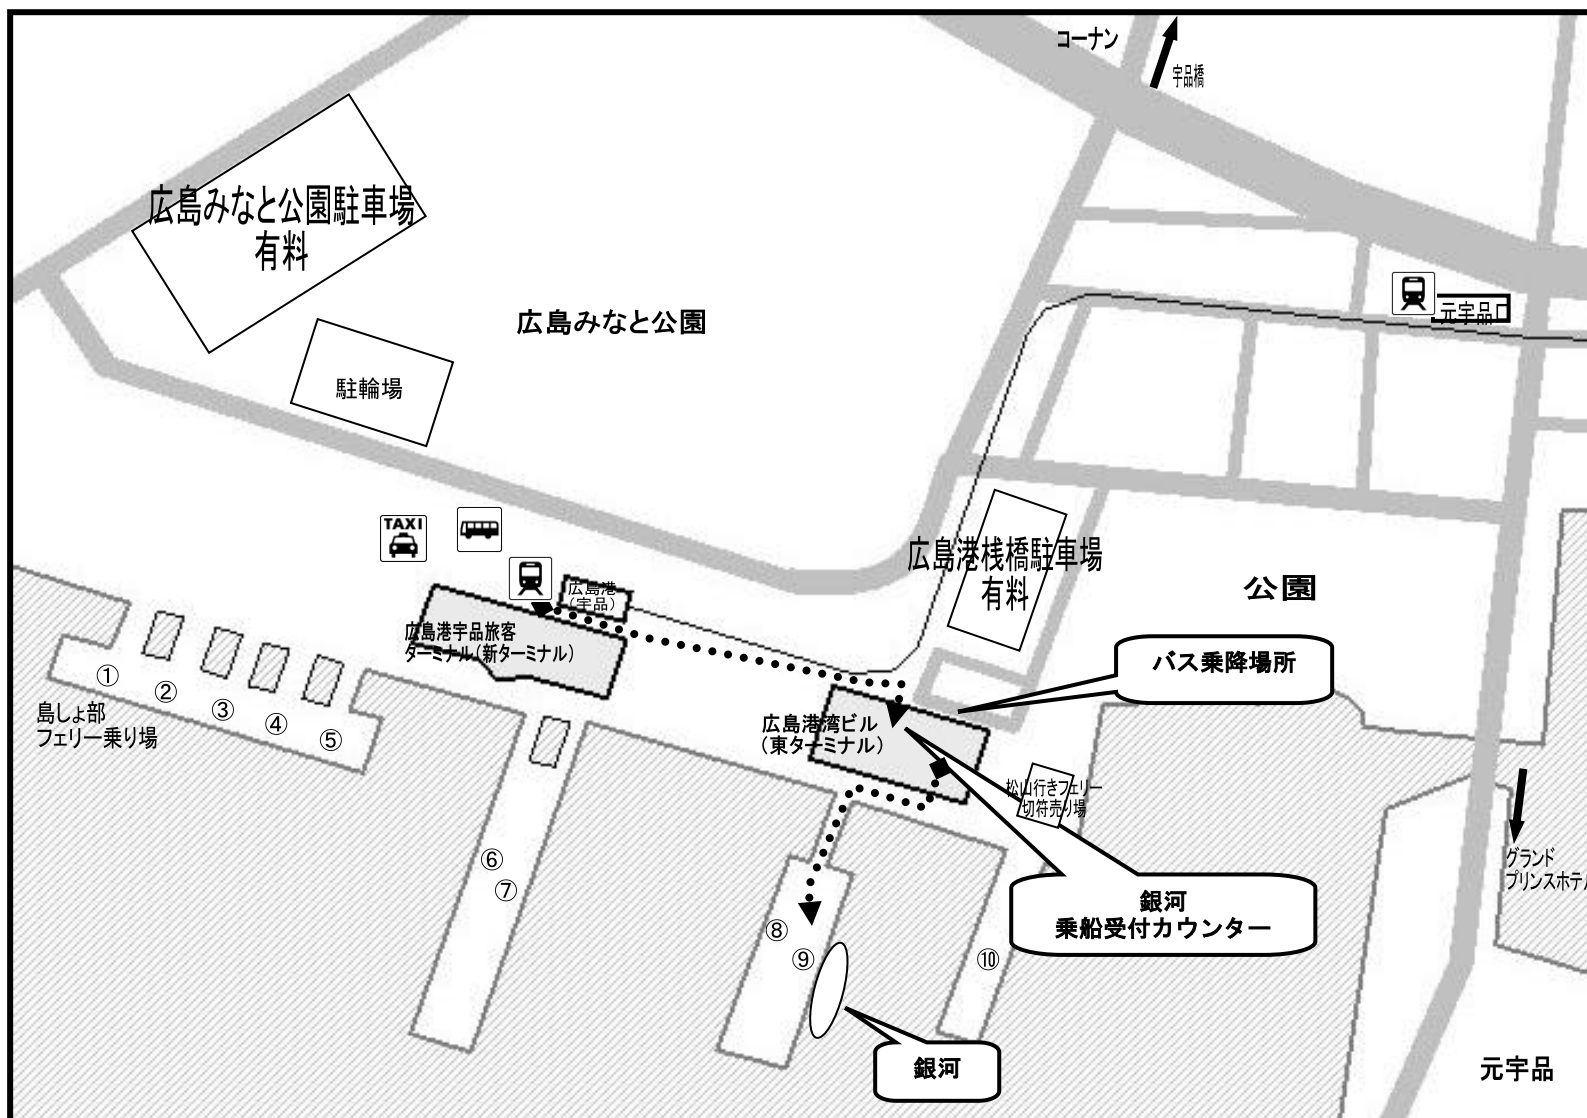 コーナン
宇品橋
広島みなと公園駐車場
有料
元宇品口
広島みなと公園
駐輪場
TAXI
広島港
（宇品）
広島港桟橋駐車場
有料
公園
広島港宇品旅客
ターミナル（新ターミナル）
バス乗降場所
①
②
③
④
⑤
島しょ部
フェリー乗り場
広島港湾ビル
（東ターミナル）
松山行きフェリー
切符売り場
グランド
プリンスホテル
⑥
⑦
銀河
乗船受付カウンター
⑧
⑨
⑩
銀河
元宇品